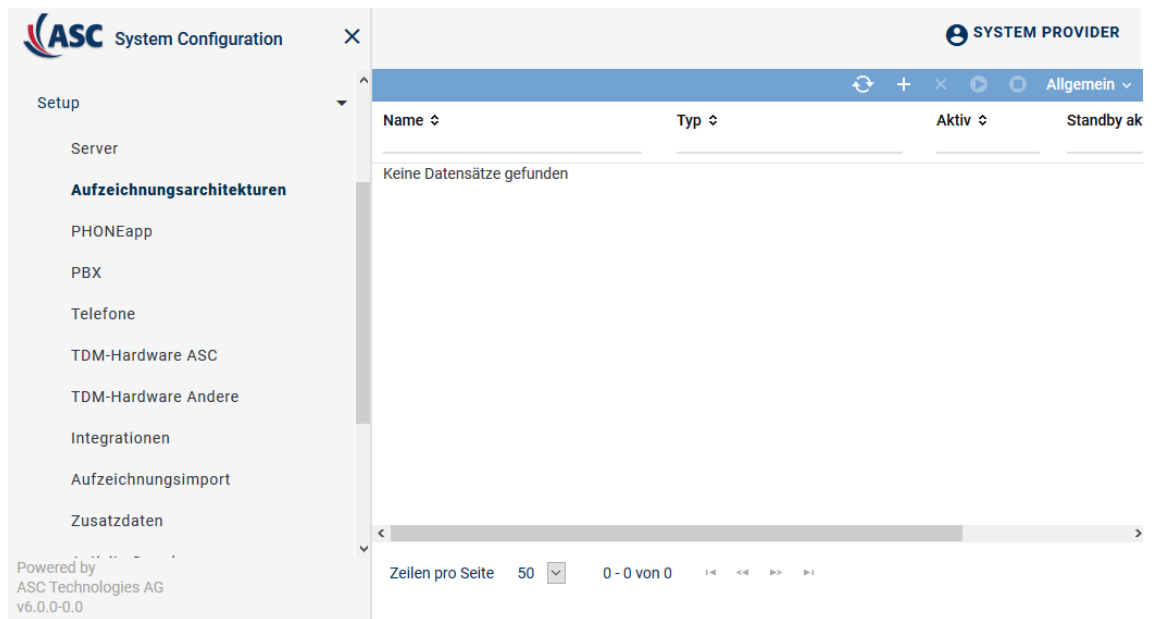 ASC System Configuration
SYSTEM PROVIDER
Setup
Server
Aufzeichnungsarchitekturen
PHONEapp
PBX
Telefone
TDM-Hardware ASC
TDM-Hardware Andere
Integrationen
Aufzeichnungsimport
Zusatzdaten
Powered by
ASC Technologies AG
v6.0.0-0.0
Allgemein
Name Typ Aktiv Standby ak
Keine Datensätze gefunden
Zeilen pro Seite 50 0 - 0 von 0